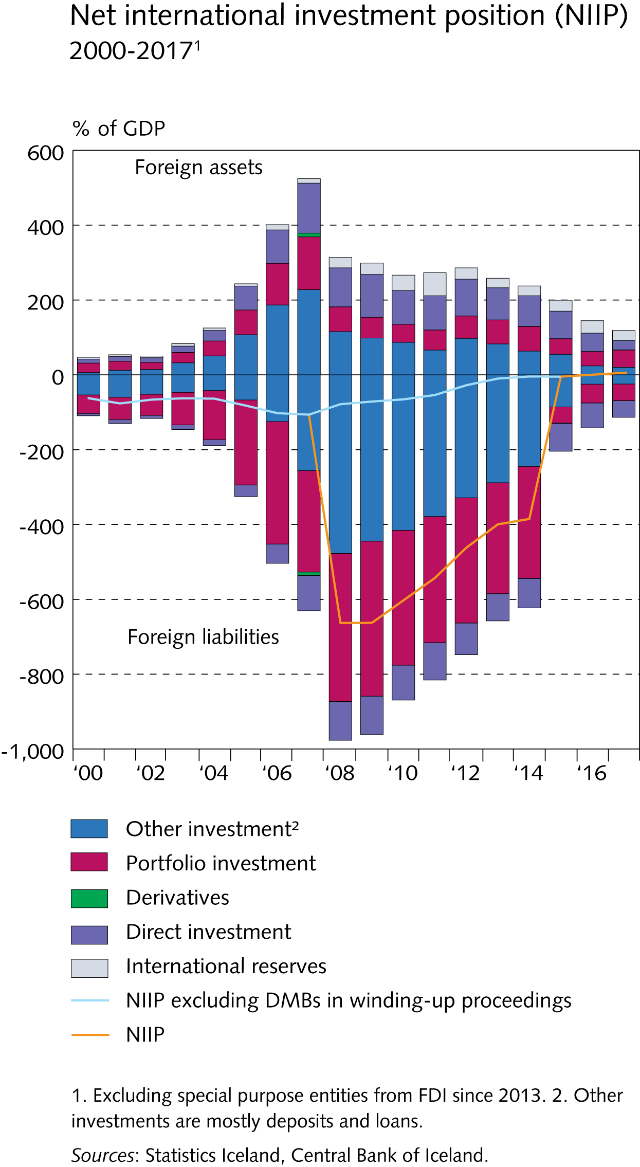 Net international investment position (NIIP)
2000-2017¹
% of GDP
600
Foreign assets
400
200
0
-200
-400
-600
Foreign liabilities
-800
-1,000
‘00 ‘02 ‘04 ‘06 ‘08 ‘10 ‘12 ‘14 ‘16
Other investment²
Portfolio investment
Derivatives
Direct investment
International reserves
NIIP excluding DMBs in winding-up proceedings
NIIP
1. Excluding special purpose entities from FDI since 2013. 2. Other
investments are mostly deposits and loans.
Sources: Statistics Iceland, Central Bank of Iceland.